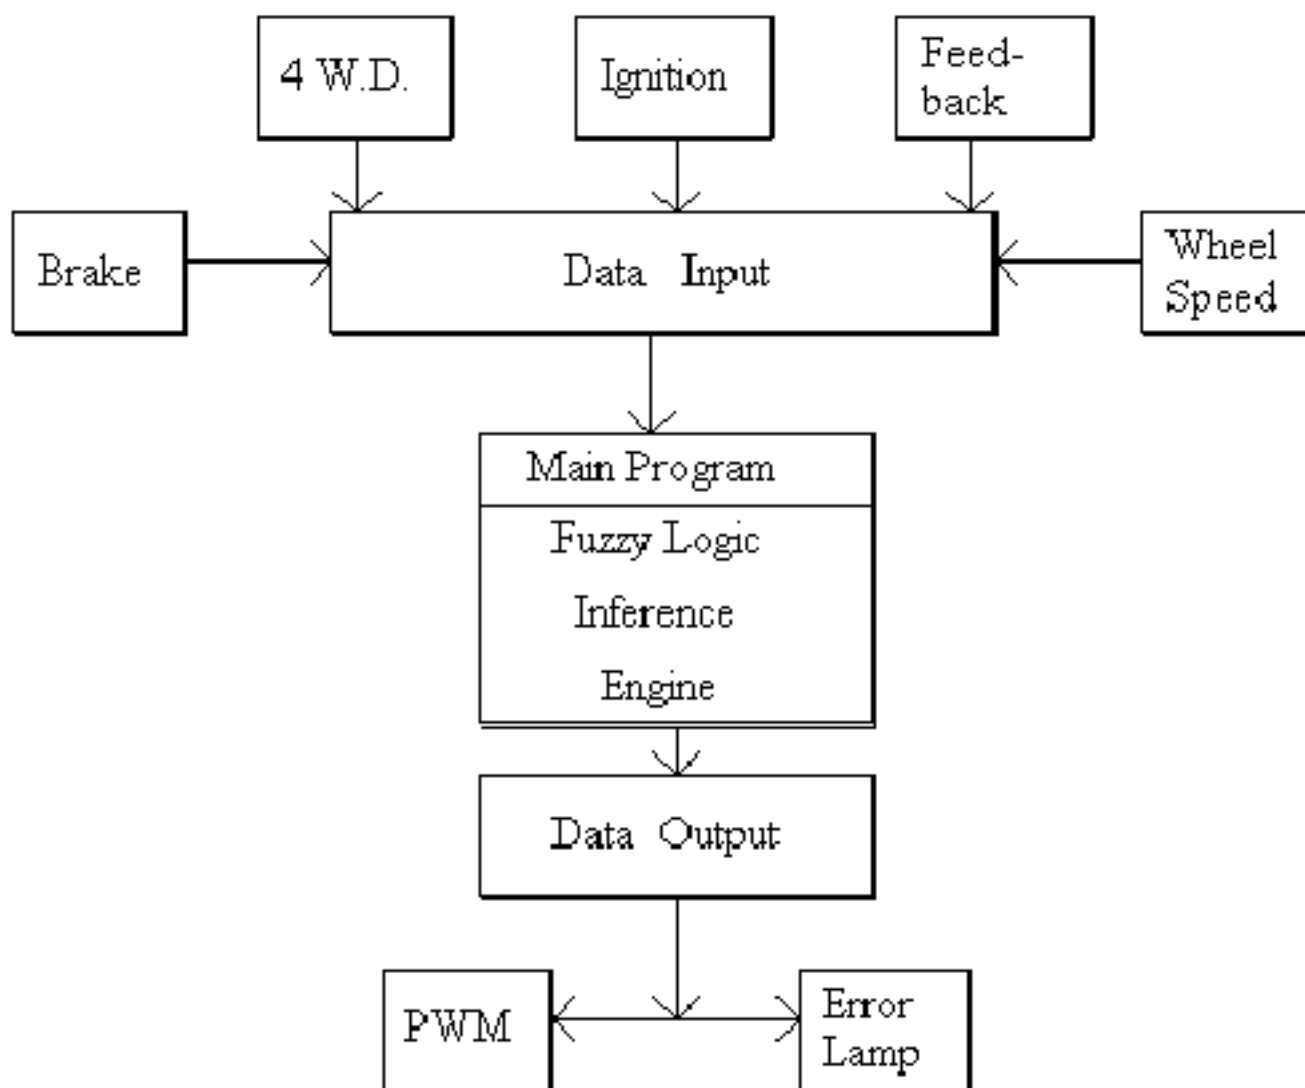 4 W.D.
Ignition
Feed-
back
Brake
Data Input
Wheel
Speed
Main Program
Fuzzy Logic
Inference
Engine
Data Output
PWM
Error
Lamp